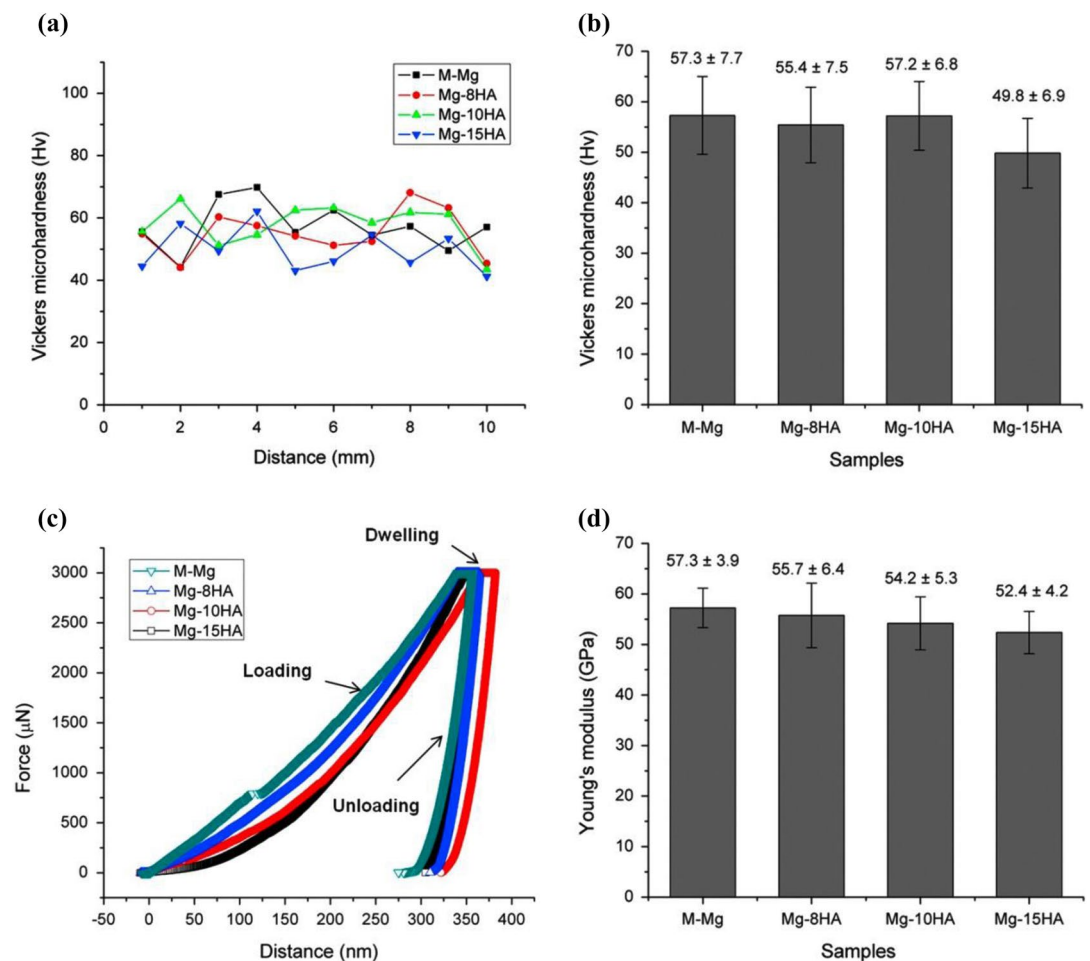 (a)
M-Mg
Mg-8HA
Mg-10HA
Mg-15HA
100
80
60
40
20
0
0 2 4 6 8 10
Vickers microhardness (Hv)
Distance (mm)
(b)
57.3 ± 7.7 55.4 ± 7.5 57.2 ± 6.8 49.8 ± 6.9
70
60
50
40
30
20
10
0
M-Mg Mg-8HA Mg-10HA Mg-15HA
Vickers microhardness (Hv)
Samples
(c)
Dwelling
M-Mg
Mg-8HA
Mg-10HA
Mg-15HA
Loading
Unloading
3000
2500
2000
1500
1000
500
0
-50 0 50 100 150 200 250 300 350 400
Force (μN)
Distance (nm)
(d)
57.3 ± 3.9 55.7 ± 6.4 54.2 ± 5.3 52.4 ± 4.2
70
60
50
40
30
20
10
0
M-Mg Mg-8HA Mg-10HA Mg-15HA
Young's modulus (GPa)
Samples